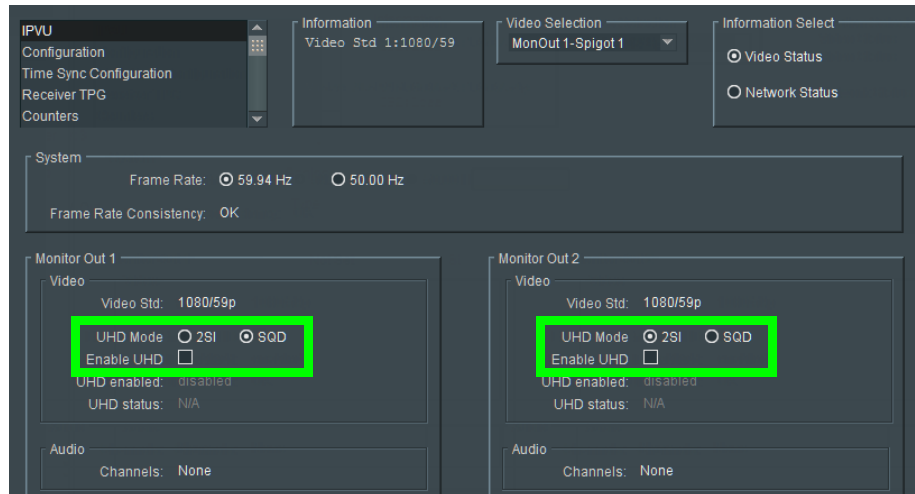 IPVU
Configuration
Time Sync Configuration
Receiver TPG
Counters
Information
Video Std 1:1080/59
Video Selection
MonOut 1-Spigot 1
Information Select
Video Status
Network Status
System
Frame Rate: 59.94 Hz 50.00 Hz
Frame Rate Consistency: OK
Monitor Out 1
Video
Video Std: 1080/59p
UHD Mode 2SI SQD
Enable UHD
UHD enabled: disabled
UHD status: N/A
Audio
Channels: None
Monitor Out 2
Video
Video Std: 1080/59p
UHD Mode 2SI SQD
Enable UHD
UHD enabled: disabled
UHD status: N/A
Audio
Channels: None